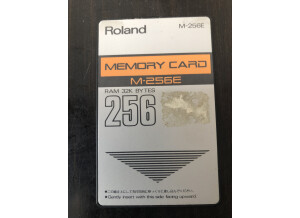 Roland M-256E
MEMORY CARD
M-256E
RAM 32K BYTES
256
●Gently insert with this side facing upward.